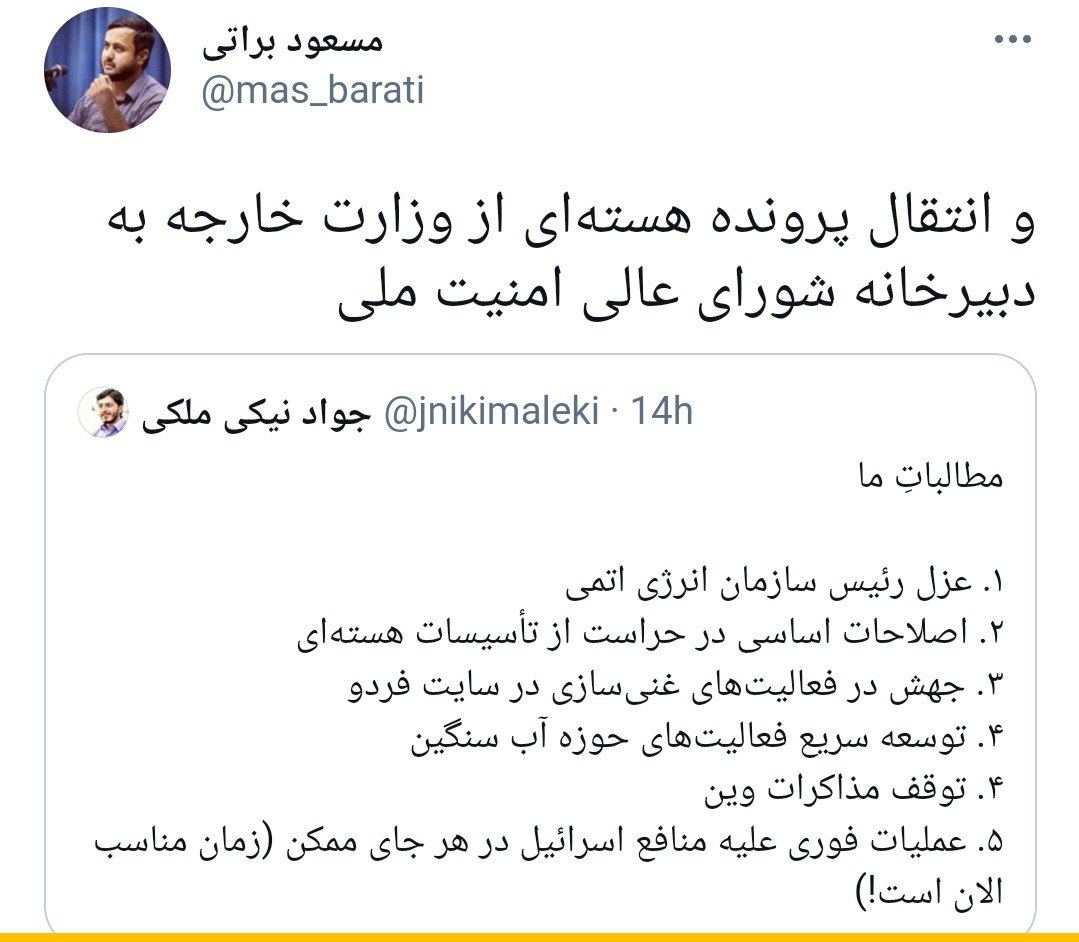 مسعود براتی
@mas_barati
و انتقال پرونده هسته‌ای از وزارت خارجه به
دبیرخانه شورای عالی امنیت ملی
جواد نیکی ملکی @jnikimaleki · 14h
مطالباتِ ما
۱. عزل رئیس سازمان انرژی اتمی
۲. اصلاحات اساسی در حراست از تأسیسات هسته‌ای
۳. جهش در فعالیت‌های غنی‌سازی در سایت فردو
۴. توسعه سریع فعالیت‌های حوزه آب سنگین
۴. توقف مذاکرات وین
۵. عملیات فوری علیه منافع اسرائیل در هر جای ممکن (زمان مناسب
الان است!)